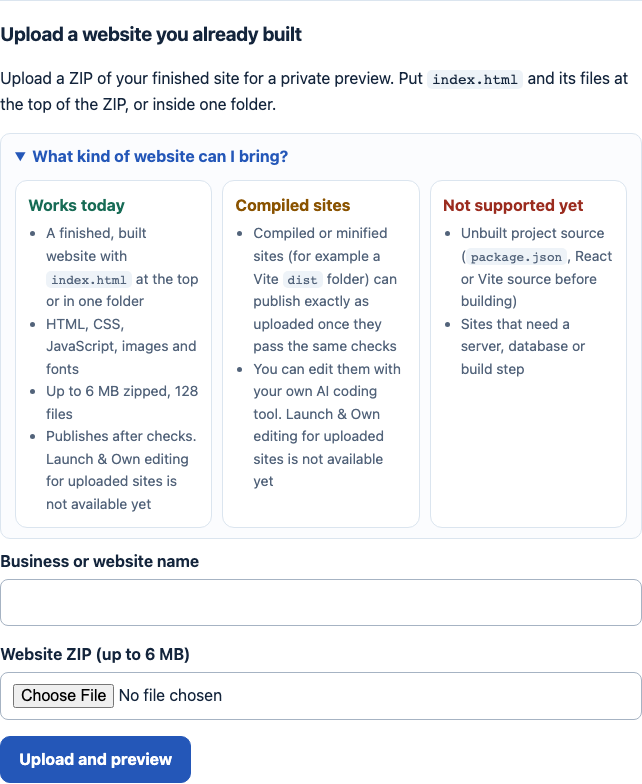 Upload a website you already built
Upload a ZIP of your finished site for a private preview. Put index.html and its files at
the top of the ZIP, or inside one folder.
▼ What kind of website can I bring?
Works today
• A finished, built
website with
index.html at the top
or in one folder
• HTML, CSS,
JavaScript, images and
fonts
• Up to 6 MB zipped, 128
files
• Publishes after checks.
Launch & Own editing
for uploaded sites is
not available yet
Compiled sites
• Compiled or minified
sites (for example a
Vite dist folder) can
publish exactly as
uploaded once they
pass the same checks
• You can edit them with
your own AI coding
tool. Launch & Own
editing for uploaded
sites is not available
yet
Not supported yet
• Unbuilt project source
(package.json, React
or Vite source before
building)
• Sites that need a
server, database or
build step
Business or website name
Website ZIP (up to 6 MB)
Choose File No file chosen
Upload and preview